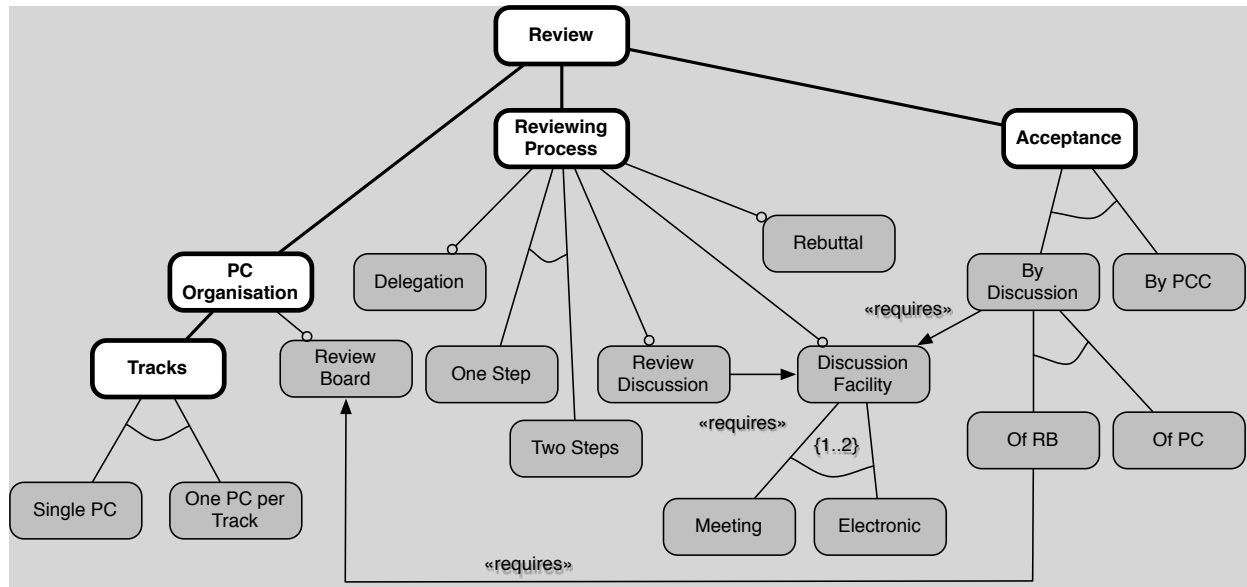 Review
Reviewing
Process
Acceptance
Rebuttal
PC
Organisation
Delegation
By
Discussion
By PCC
«requires»
Tracks
Review
Board
One Step
Review
Discussion
Discussion
Facility
«requires»
Two Steps
{1..2}
Of RB
Of PC
Single PC
One PC per
Track
Meeting
Electronic
«requires»